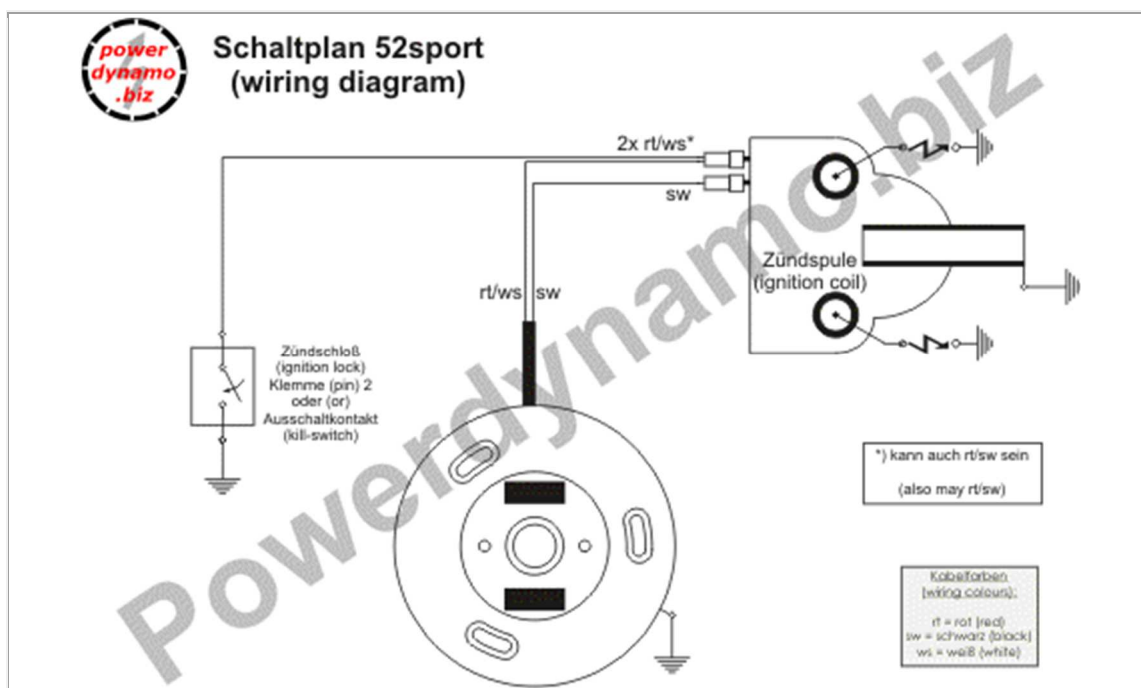 power
dynamo
.biz
Schaltplan 52sport
(wiring diagram)
2x rt/ws*
sw
Zündspule
(ignition coil)
rt/ws sw
Zündschloß
(ignition lock)
Klemme (pin) 2
oder (or)
Ausschaltkontakt
(kill-switch)
*) kann auch rt/sw sein
(also may rt/sw)
Kabelfarben
(wiring colours):
rt = rot (red)
sw = schwarz (black)
ws = weiß (white)
Powerdynamo.biz